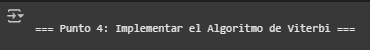 === Punto 4: Implementar el Algoritmo de Viterbi ===